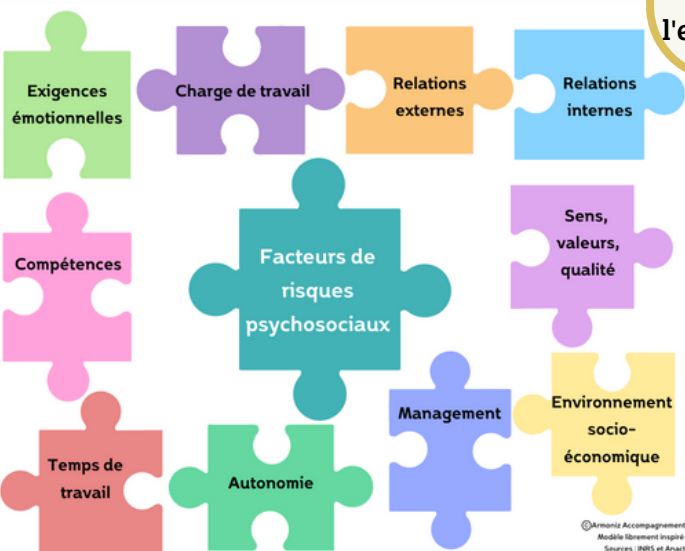 l'e
Exigences
émotionnelles
Charge de travail
Relations
externes
Relations
internes
Compétences
Facteurs de
risques
psychosociaux
Sens,
valeurs,
qualité
Temps de
travail
Autonomie
Management
Environnement
socio-
économique
©Armoniz Accompagnement
Modèle librement inspiré
Sources : INRS et Anact